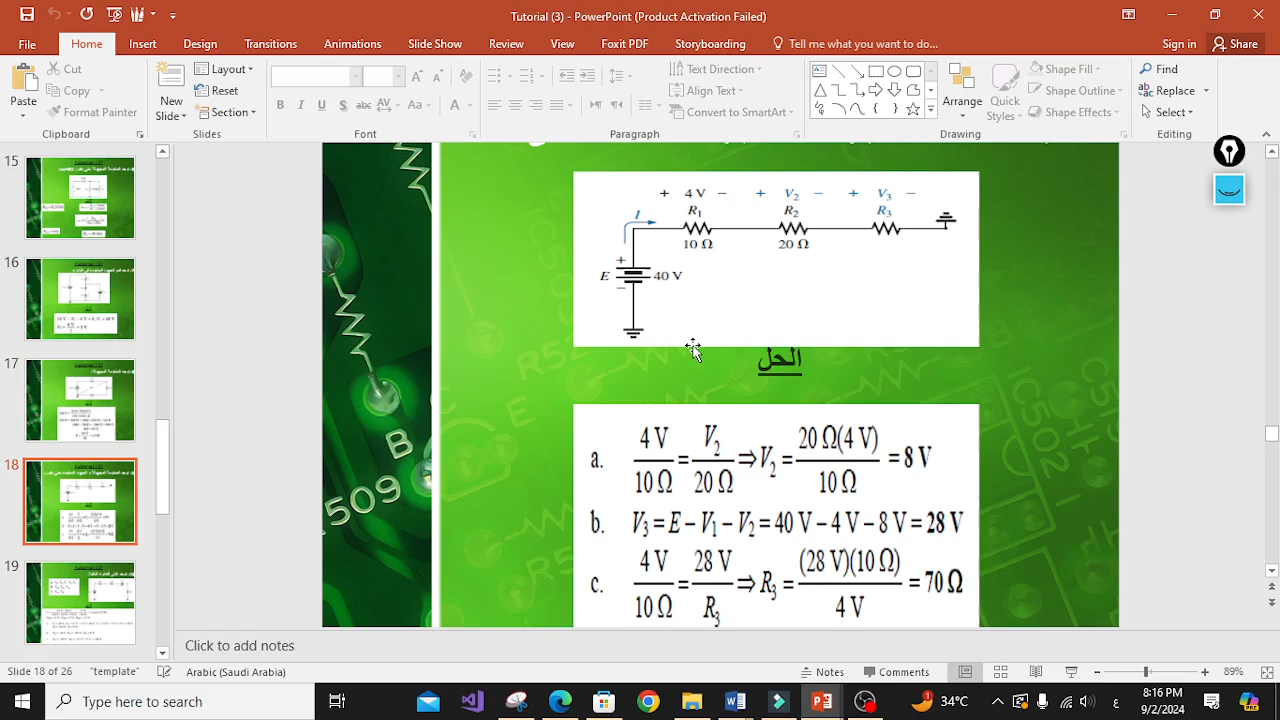 Tutorial (3) - PowerPoint (Product Activation Failed)
File Home Insert Design Transitions Animations Slide Show Review View Foxit PDF Storyboarding Tell me what you want to do... Sign in Share
Cut Layout Text Direction Shape Fill Find
Copy Reset Align Text Shape Outline Replace
Paste Format Painter New Slide Section Convert to SmartArt Arrange Quick Styles Shape Effects Select
Clipboard Slides Font Paragraph Drawing Editing
15
16
17
18
19
+ 4 V − + V2 − + V3 −
I R1 R2 R3
10 Ω 20 Ω
+
E 40 V
−
الحل
a. 4 V / 10 Ω = V2 / 20 Ω ⇒ V2 = 20 Ω(4 V) / 10 Ω = 8 V
b. V3 = E − V1 − V2 = 40 V − 4 V − 8 V = 28 V
c. 4 V / 10 Ω = 28 V / R3 ⇒ R3 = (28 V)(10 Ω) / 4 V = 70 Ω
B
509
Click to add notes
Slide 18 of 26 "template" Arabic (Saudi Arabia) Notes Comments 89%
Type here to search 34°C 8:16 PM
9/2/2024